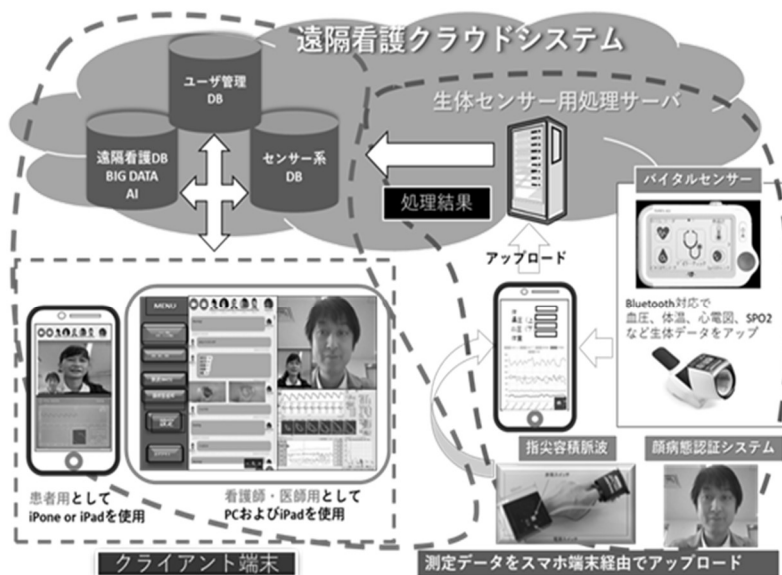 遠隔看護クラウドシステム
ユーザ管理
DB
生体センサー用処理サーバ
遠隔看護DB
BIG DATA
AI
センサー系
DB
処理結果
バイタルセンサー
アップロード
Bluetooth対応で
血圧、体温、心電図、SPO2
など生体データをアップ
MENU
指尖容積脈波
顔病態認証システム
患者用として
iPone or iPadを使用
看護師・医師用として
PCおよびiPadを使用
クライアント端末
測定データをスマホ端末経由でアップロード